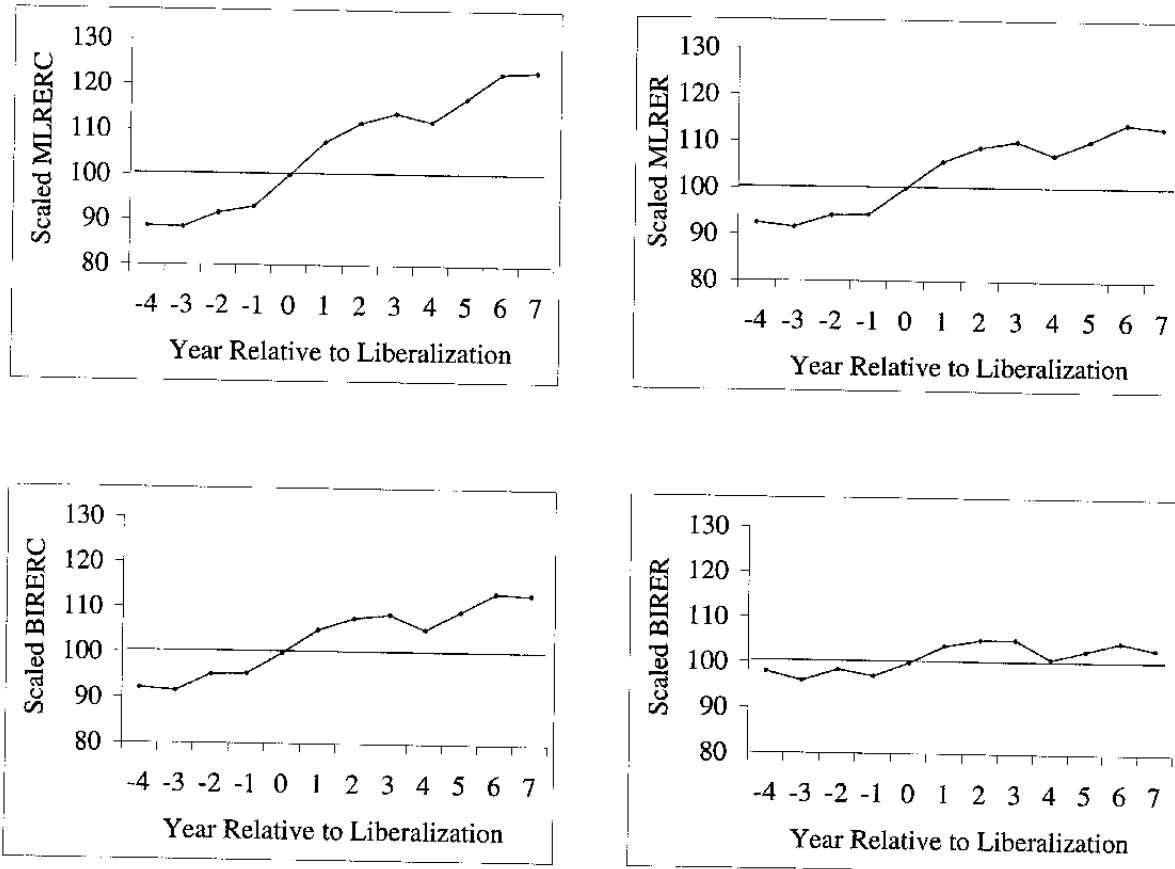 Scaled MLRERC
130
120
110
100
90
80
-4 -3 -2 -1 0 1 2 3 4 5 6 7
Year Relative to Liberalization
Scaled MLRER
130
120
110
100
90
80
-4 -3 -2 -1 0 1 2 3 4 5 6 7
Year Relative to Liberalization
Scaled BIRERC
130
120
110
100
90
80
-4 -3 -2 -1 0 1 2 3 4 5 6 7
Year Relative to Liberalization
Scaled BIRER
130
120
110
100
90
80
-4 -3 -2 -1 0 1 2 3 4 5 6 7
Year Relative to Liberalization